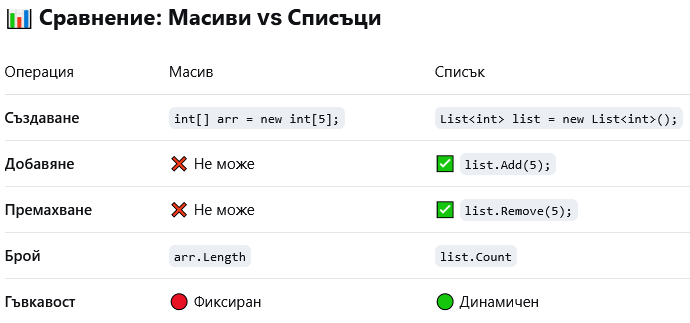 📊 Сравнение: Масиви vs Списъци
Операция Масив Списък
Създаване int[] arr = new int[5]; List<int> list = new List<int>();
Добавяне ❌ Не може ✅ list.Add(5);
Премахване ❌ Не може ✅ list.Remove(5);
Брой arr.Length list.Count
Гъвкавост 🔴 Фиксиран 🟢 Динамичен